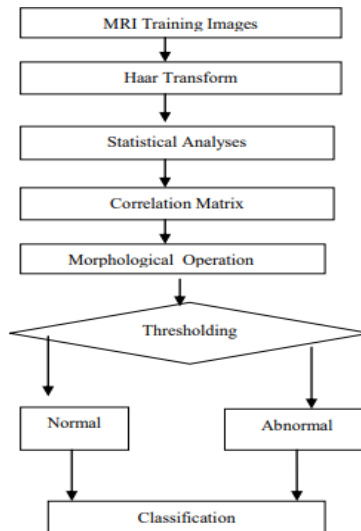 MRI Training Images
Haar Transform
Statistical Analyses
Correlation Matrix
Morphological Operation
Thresholding
Normal
Abnormal
Classification